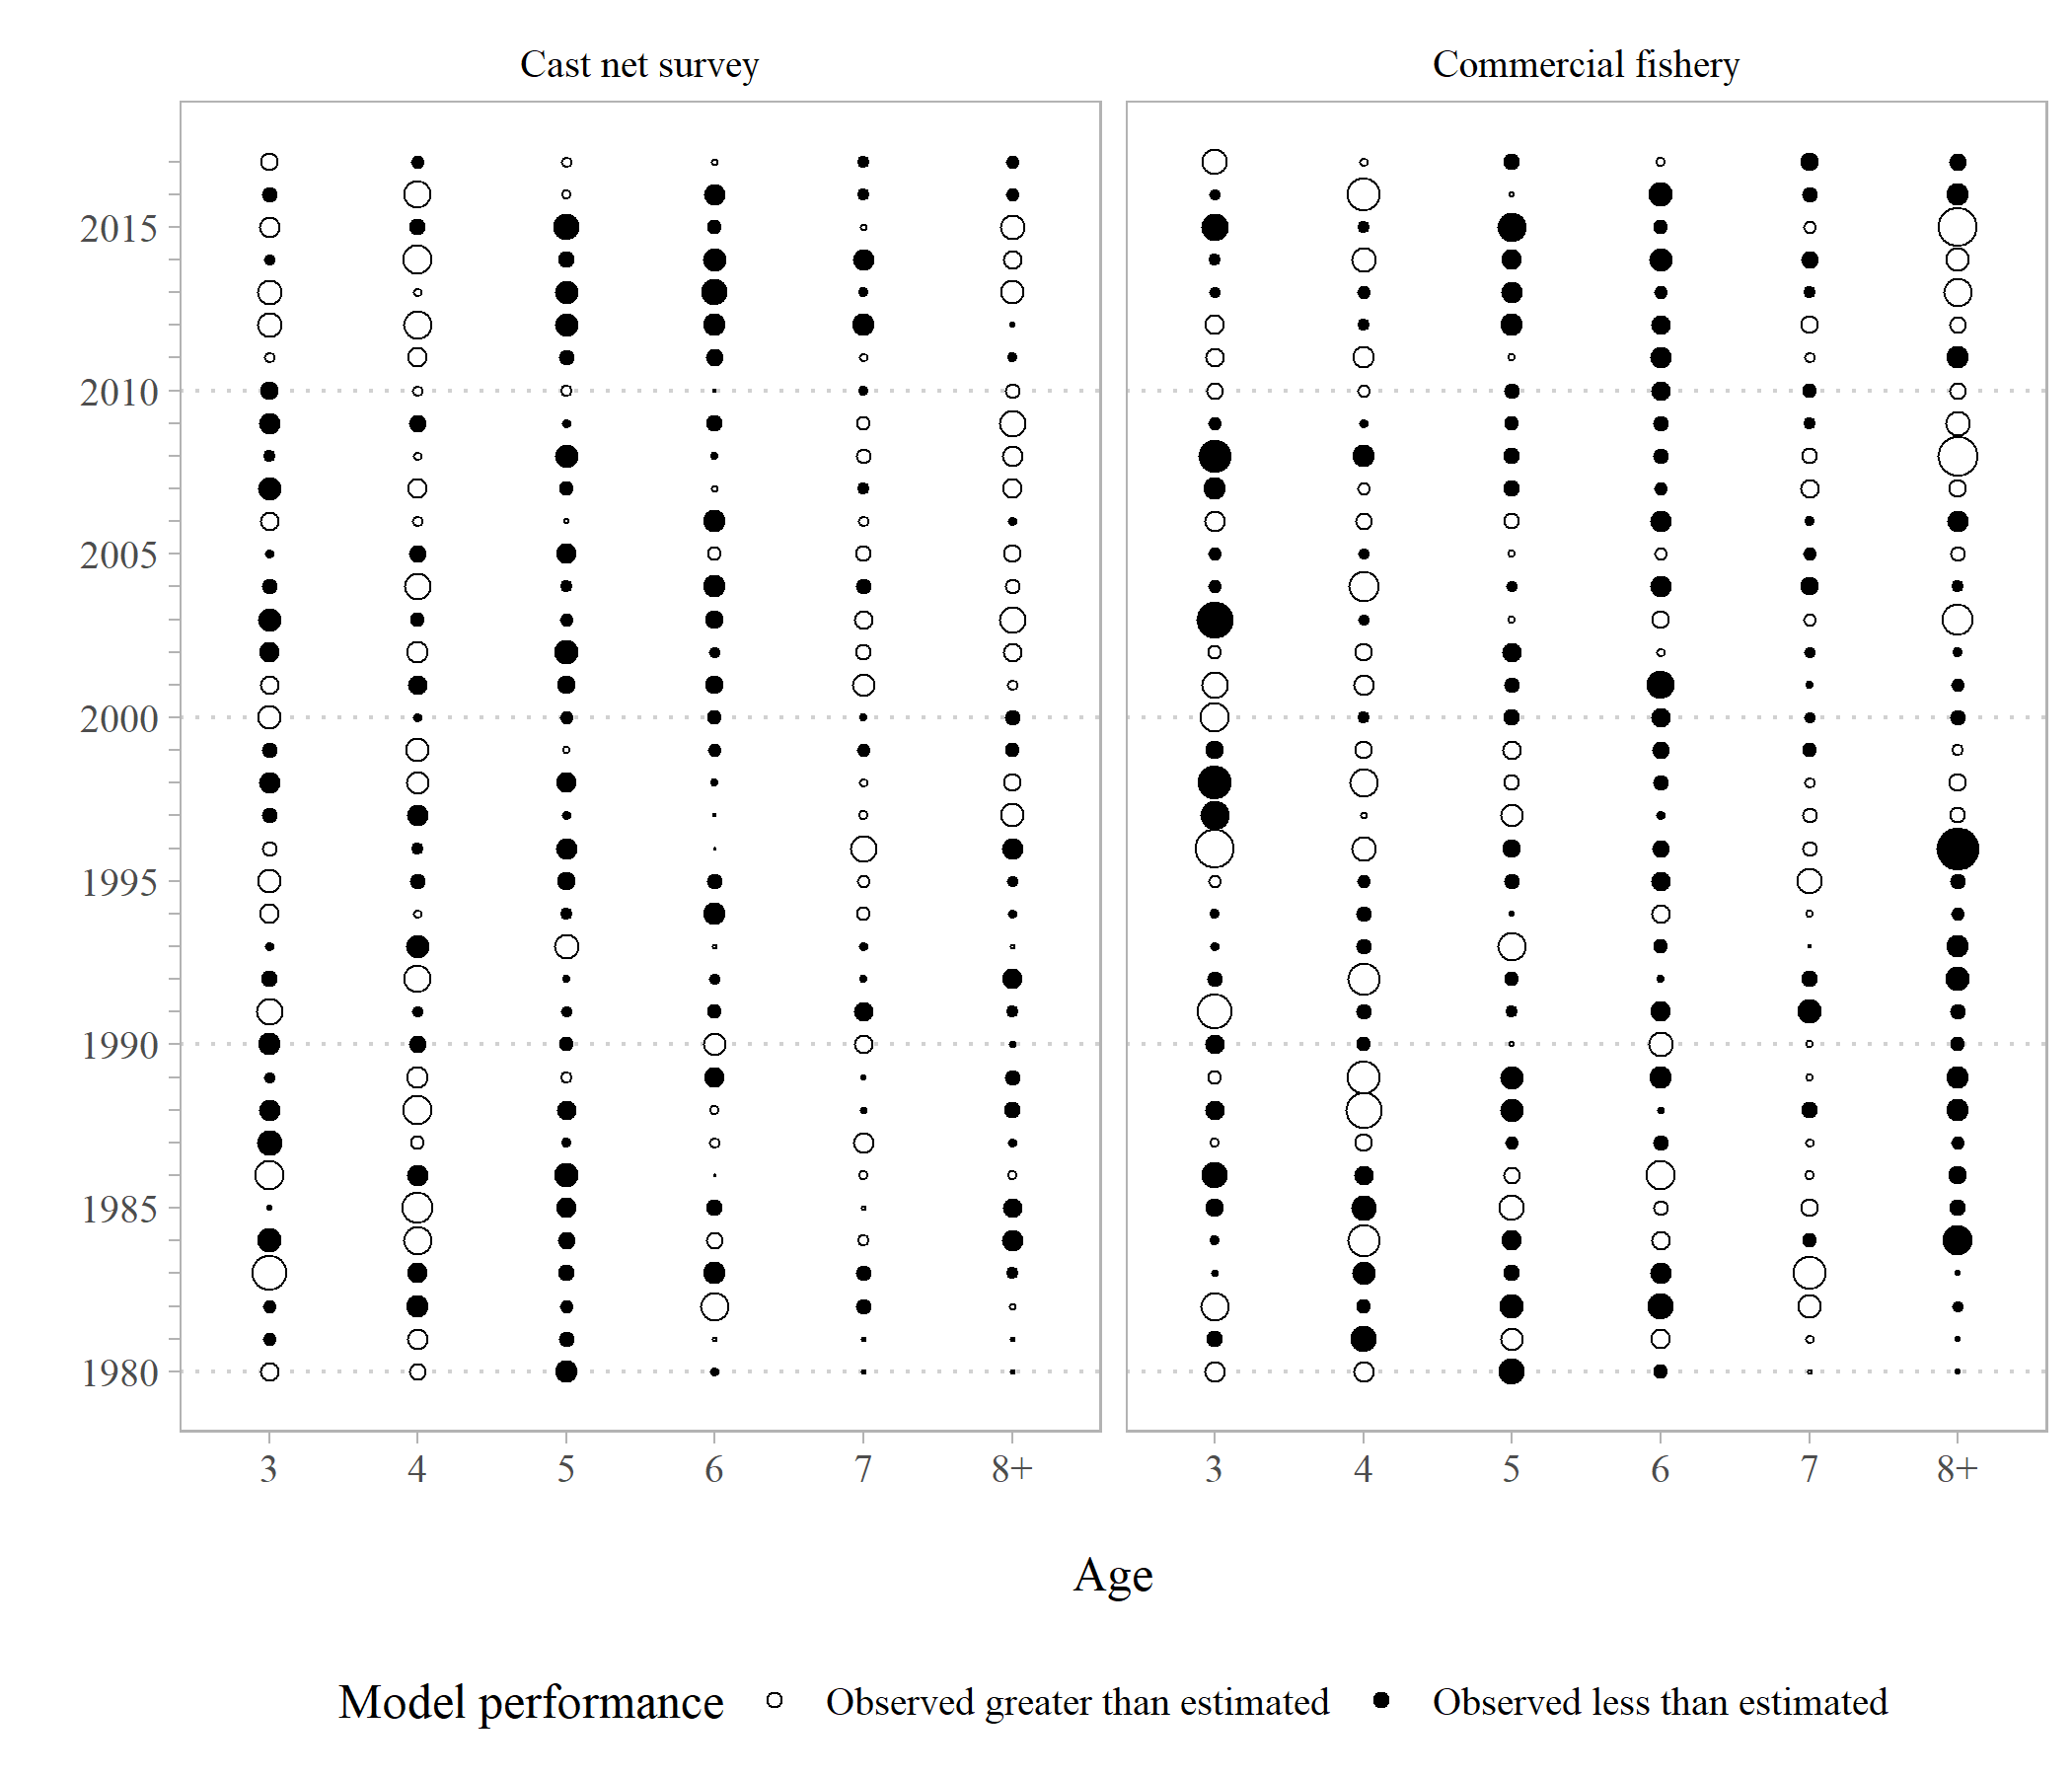 Cast net survey Commercial fishery
2015
2010
2005
2000
1995
1990
1985
1980
3 4 5 6 7 8+ 3 4 5 6 7 8+
Age
Model performance Observed greater than estimated Observed less than estimated